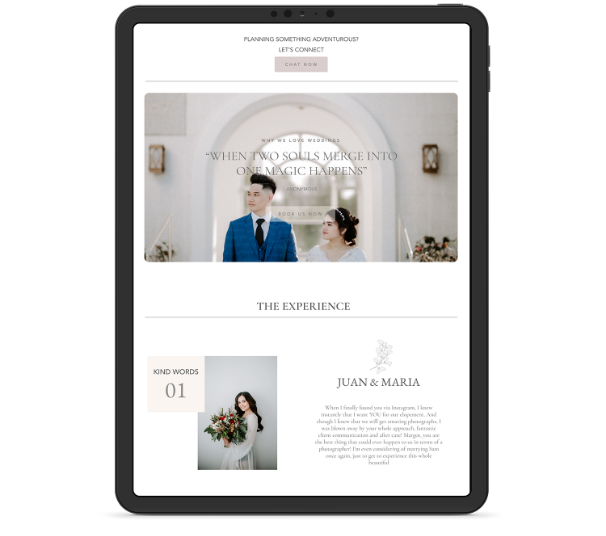 PLANNING SOMETHING ADVENTUROUS?
LET'S CONNECT
CHAT NOW
WHY WE LOVE WEDDINGS
"WHEN TWO SOULS MERGE INTO
ONE MAGIC HAPPENS"
ANONYMOUS
BOOK US NOW
THE EXPERIENCE
KIND WORDS
01
JUAN & MARIA
When I finally found you via Instagram, I knew
instantly that I want YOU for our elopement. And
though I knew that we will get amazing photographs, I
was blown away by your whole approach, fantastic
client communication and after care! Margot, you are
the best thing that could ever happen to us in terms of a
photographer! I'm even considering of marrying Sam
once again, just to get to experience this whole
beautiful